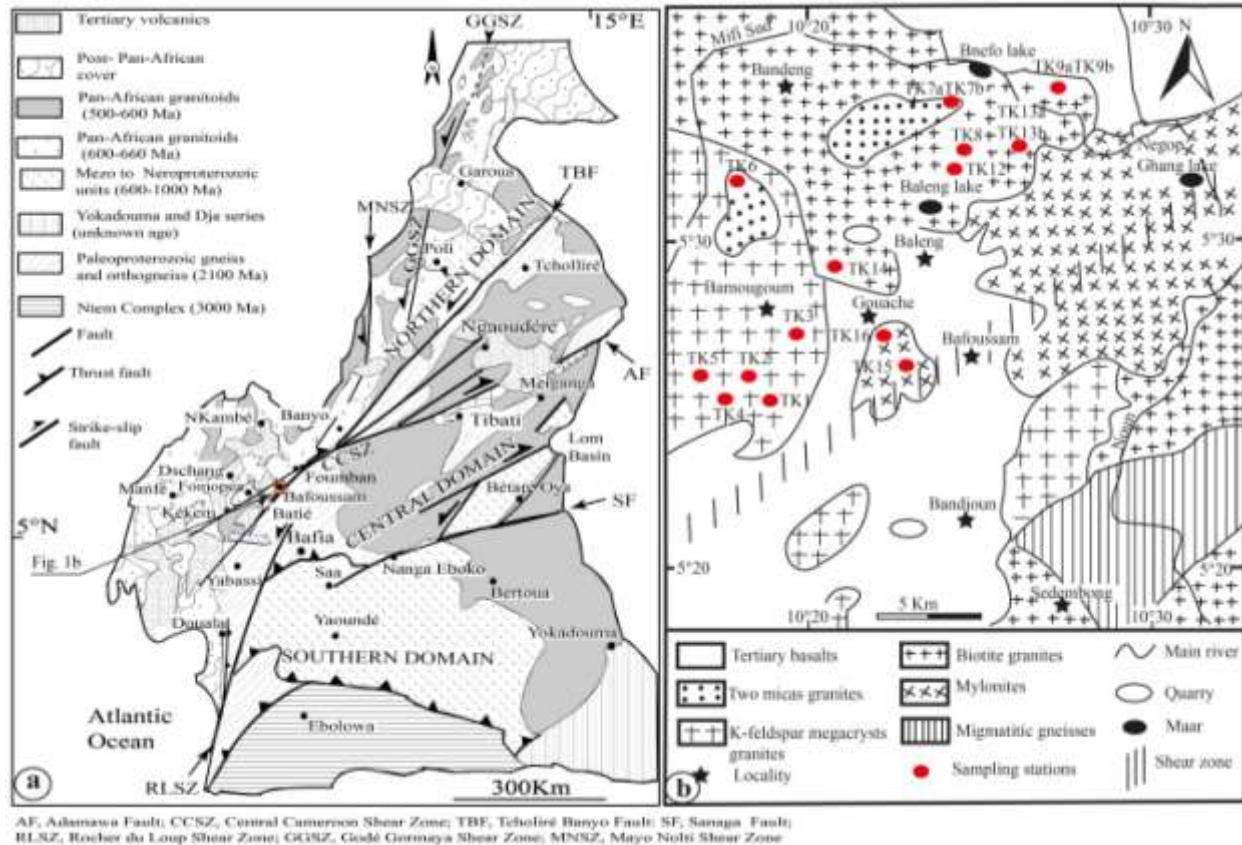 Tertiary volcanics
Post- Pan-African
cover
Pan-African granitoids
(500-600 Ma)
Pan-African granitoids
(600-660 Ma)
Mezo to Neroproterozoic
units (600-1000 Ma)
Yokadouma and Dja series
(unknown age)
Paleoproterozoic gneiss
and orthogneiss (2100 Ma)
Ntem Complex (3000 Ma)
Fault
Thrust fault
Strike-slip
fault
GGSZ
15°E
TBF
Garoua
MNSZ
GGSZ
Poli
NORTHERN DOMAIN
Tcholliré
Ngaoudéré
AF
Meiganga
NKambé
Banyo
Tibati
Lom
Basin
CCSZ
Dschang
Foumban
Mamfe
Fomopea
Bafoussam
CENTRAL DOMAIN
Bétaré Oya
SF
Kékem
Batié
5°N
Bafia
Fig. 1b
Yabassi
Saa
Nanga Eboko
Bertoua
Douala
Yaoundé
Yokadouma
SOUTHERN DOMAIN
Atlantic
Ocean
Ebolowa
a
RLSZ
300Km
AF, Adamawa Fault; CCSZ, Central Cameroon Shear Zone; TBF, Tcholiré Banyo Fault; SF, Sanaga Fault;
RLSZ, Rocher du Loup Shear Zone; GGSZ, Godé Gormaya Shear Zone; MNSZ, Mayo Nolti Shear Zone
10°20
10°30
N
Mifi Sud
Bnefo lake
Bandeng
TK9a TK9b
TK7a TK7b
TK13a
TK8
TK13b
Negop
Ghang lake
TK6
TK12
Baleng lake
5°30
5°30
Baleng
TK14
Bamougoum
Gouache
TK3
TK16
Bafoussam
TK5
TK2
TK15
TK4
TK1
Noun
Bandjoun
5°20
5°20
Sedembong
10°20
5 Km
10°30
Tertiary basalts
Biotite granites
Main river
Two micas granites
Mylonites
Quarry
K-feldspar megacrysts
granites
Migmatitic gneisses
Maar
Locality
Sampling stations
Shear zone
b